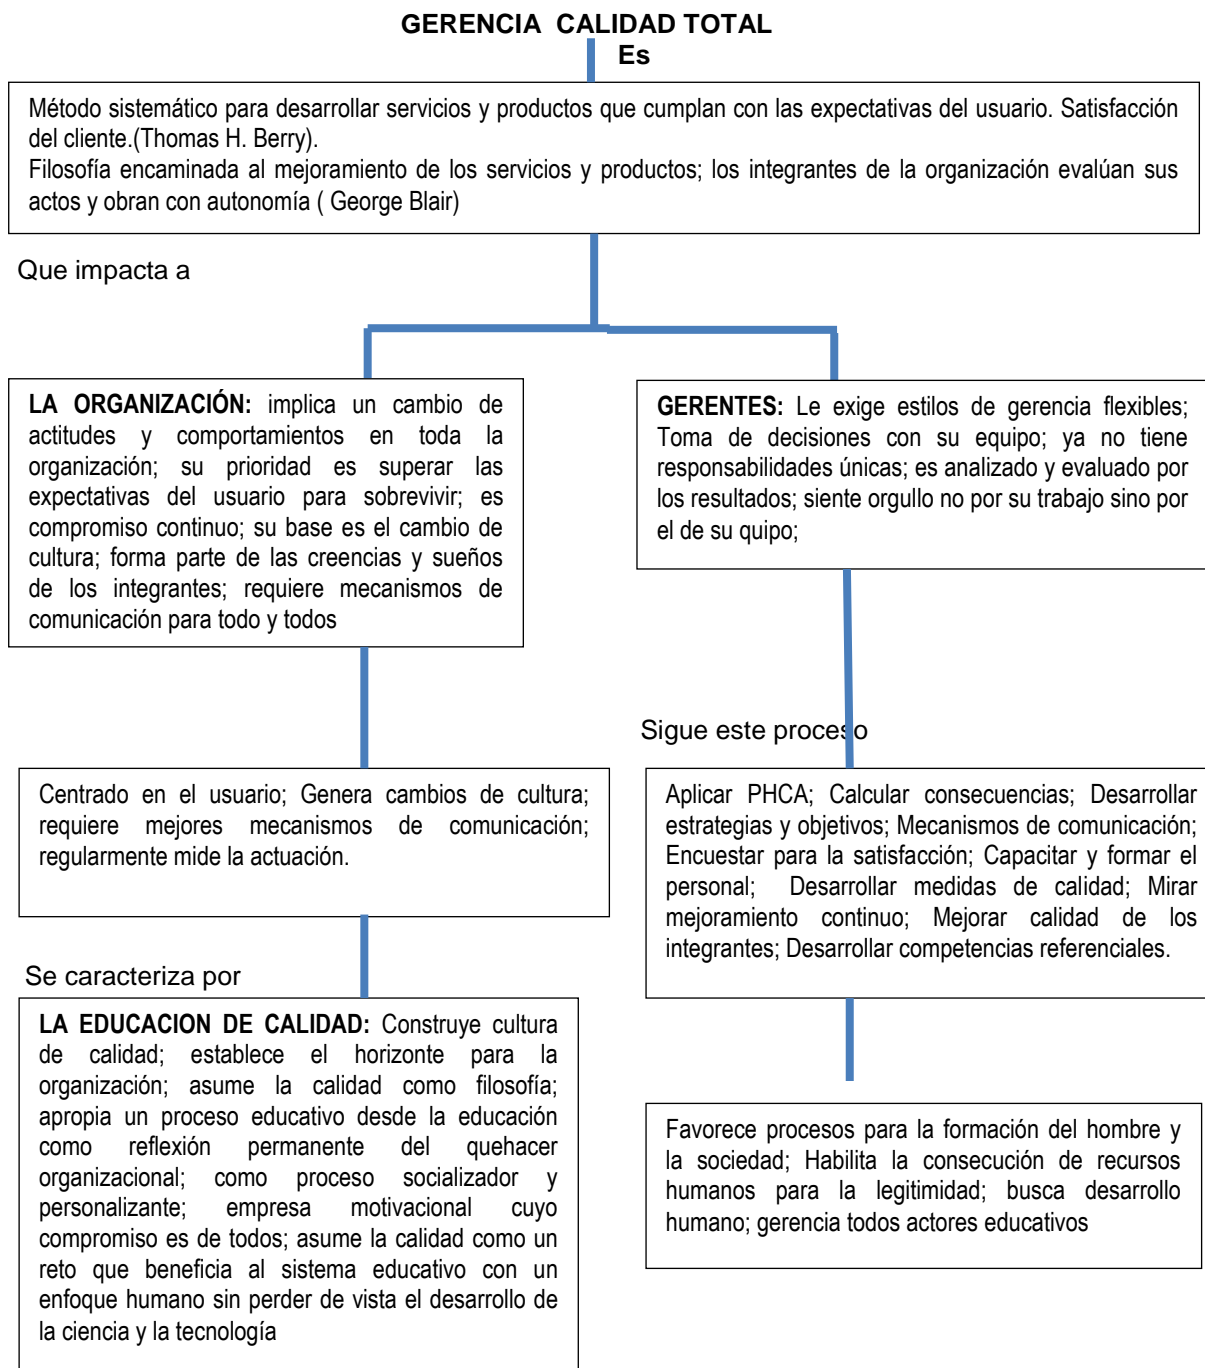 GERENCIA CALIDAD TOTAL
Es
Método sistemático para desarrollar servicios y productos que cumplan con las expectativas del usuario. Satisfacción
del cliente.(Thomas H. Berry).
Filosofía encaminada al mejoramiento de los servicios y productos; los integrantes de la organización evalúan sus
actos y obran con autonomía ( George Blair)
Que impacta a
LA ORGANIZACIÓN: implica un cambio de
actitudes y comportamientos en toda la
organización; su prioridad es superar las
expectativas del usuario para sobrevivir; es
compromiso continuo; su base es el cambio de
cultura; forma parte de las creencias y sueños
de los integrantes; requiere mecanismos de
comunicación para todo y todos
GERENTES: Le exige estilos de gerencia flexibles;
Toma de decisiones con su equipo; ya no tiene
responsabilidades únicas; es analizado y evaluado por
los resultados; siente orgullo no por su trabajo sino por
el de su quipo;
Sigue este proceso
Centrado en el usuario; Genera cambios de cultura;
requiere mejores mecanismos de comunicación;
regularmente mide la actuación.
Aplicar PHCA; Calcular consecuencias; Desarrollar
estrategias y objetivos; Mecanismos de comunicación;
Encuestar para la satisfacción; Capacitar y formar el
personal; Desarrollar medidas de calidad; Mirar
mejoramiento continuo; Mejorar calidad de los
integrantes; Desarrollar competencias referenciales.
Se caracteriza por
LA EDUCACION DE CALIDAD: Construye cultura
de calidad; establece el horizonte para la
organización; asume la calidad como filosofía;
apropia un proceso educativo desde la educación
como reflexión permanente del quehacer
organizacional; como proceso socializador y
personalizante; empresa motivacional cuyo
compromiso es de todos; asume la calidad como un
reto que beneficia al sistema educativo con un
enfoque humano sin perder de vista el desarrollo de
la ciencia y la tecnología
Favorece procesos para la formación del hombre y
la sociedad; Habilita la consecución de recursos
humanos para la legitimidad; busca desarrollo
humano; gerencia todos actores educativos